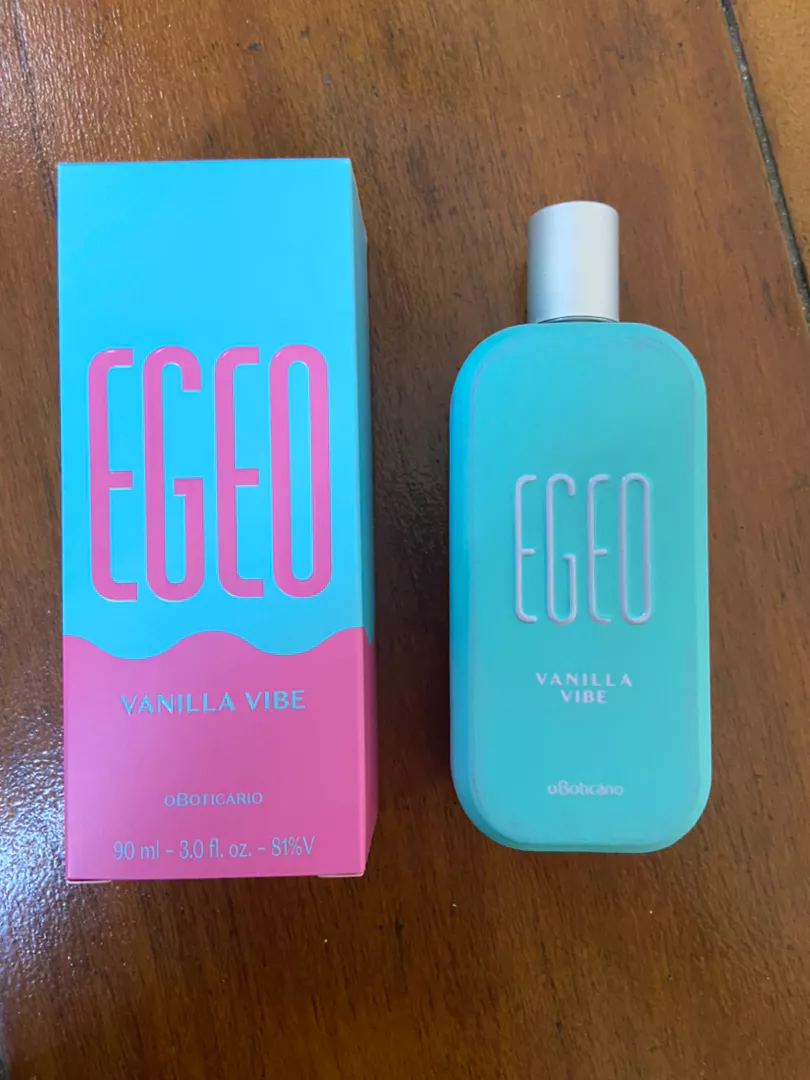 EGEO
VANILLA VIBE
oBOTICÁRIO
90 ml - 3.0 fl. oz. - 81%V
EGEO
VANILLA
VIBE
oBoticário